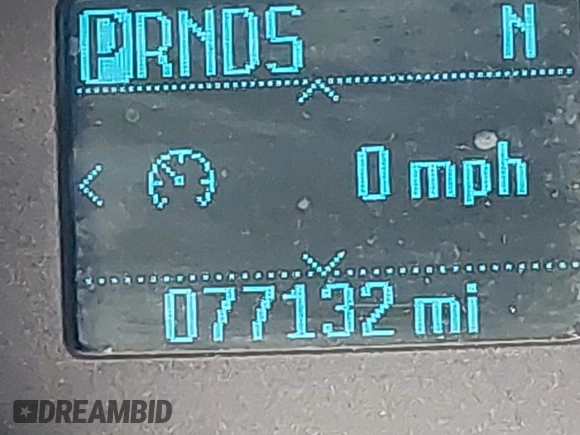 PRNDS N
0 mph
077132 mi
DREAMBID